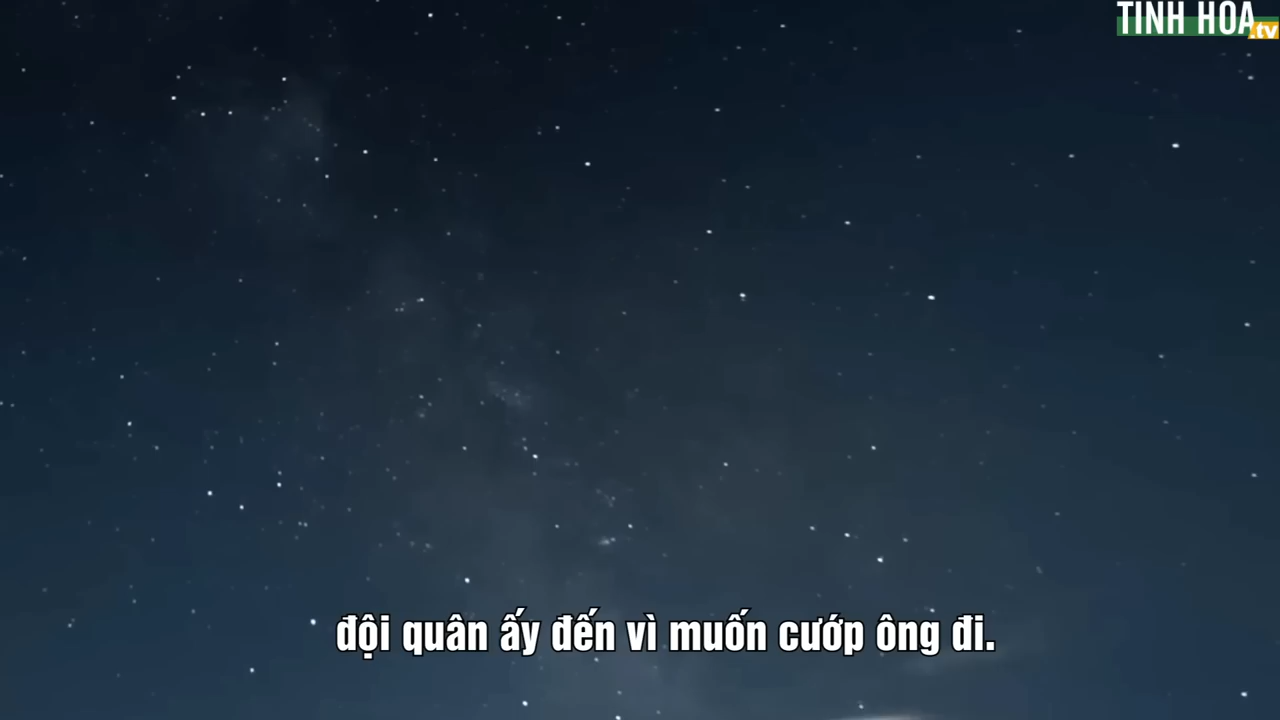 TINH HOA
.tv
đội quân ấy đến vì muốn cướp ông đi.